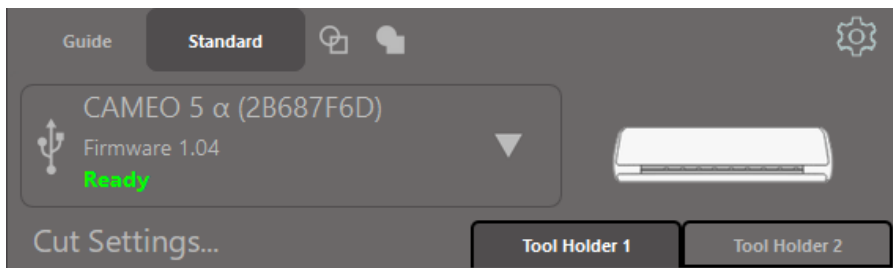 Guide Standard
CAMEO 5 α (2B687F6D)
Firmware 1.04
Ready
Cut Settings... Tool Holder 1 Tool Holder 2